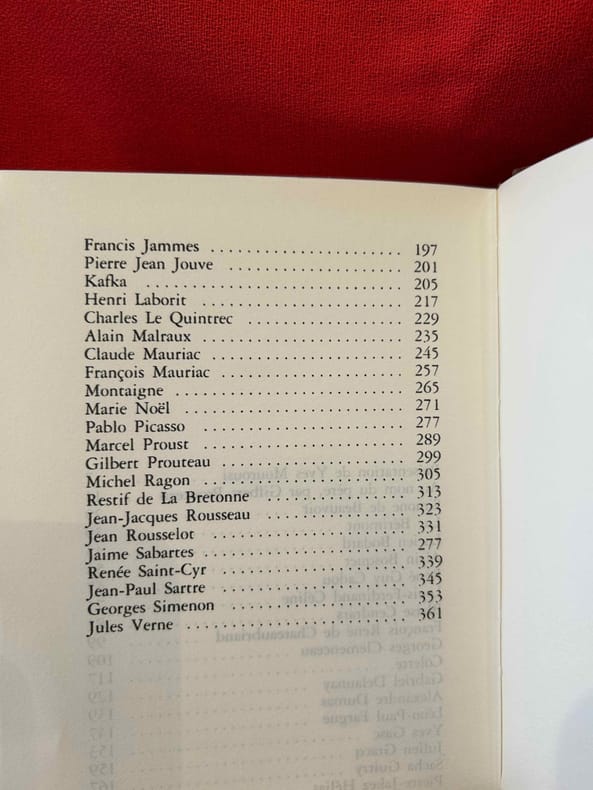 Francis Jammes ...................... 197
Pierre Jean Jouve .................... 201
Kafka ............................. 205
Henri Laborit ....................... 217
Charles Le Quintrec .................. 229
Alain Malraux ........................ 235
Claude Mauriac ...................... 245
François Mauriac ..................... 257
Montaigne .......................... 265
Marie Noël .......................... 271
Pablo Picasso ........................ 277
Marcel Proust ....................... 289
Gilbert Prouteau ..................... 299
Michel Ragon ........................ 305
Restif de La Bretonne ................. 313
Jean-Jacques Rousseau ................. 323
Jean Rousselot ....................... 331
Jaime Sabartes ....................... 277
Renée Saint-Cyr ...................... 339
Jean-Paul Sartre ...................... 345
Georges Simenon ..................... 353
Jules Verne .......................... 361